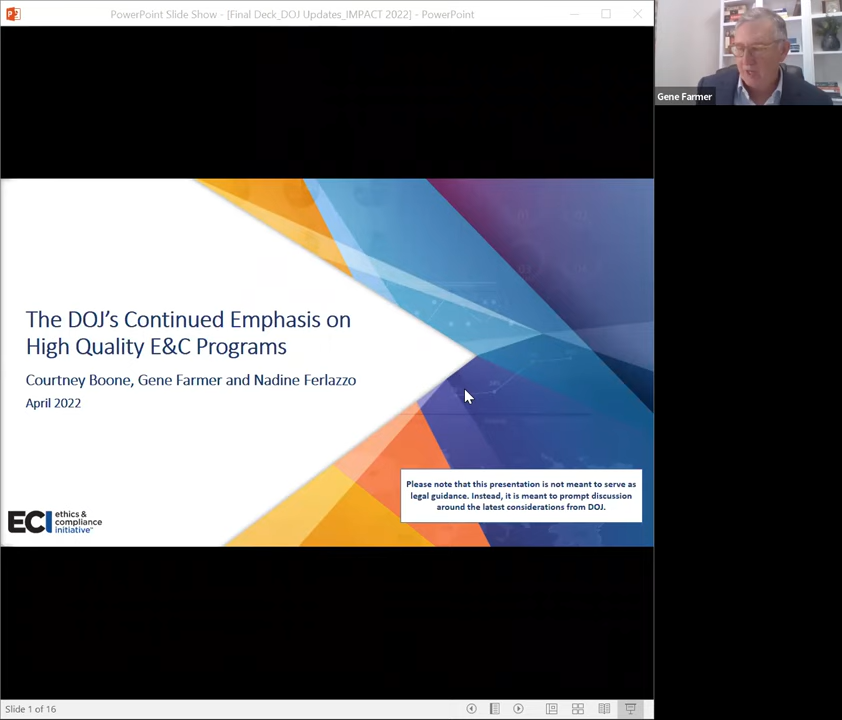 PowerPoint Slide Show - [Final Deck_DOJ Updates_IMPACT 2022] - PowerPoint
Gene Farmer
The DOJ's Continued Emphasis on
High Quality E&C Programs
Courtney Boone, Gene Farmer and Nadine Ferlazzo
April 2022
Please note that this presentation is not meant to serve as
legal guidance. Instead, it is meant to prompt discussion
around the latest considerations from DOJ.
ECI ethics &
compliance
initiative™
Slide 1 of 16